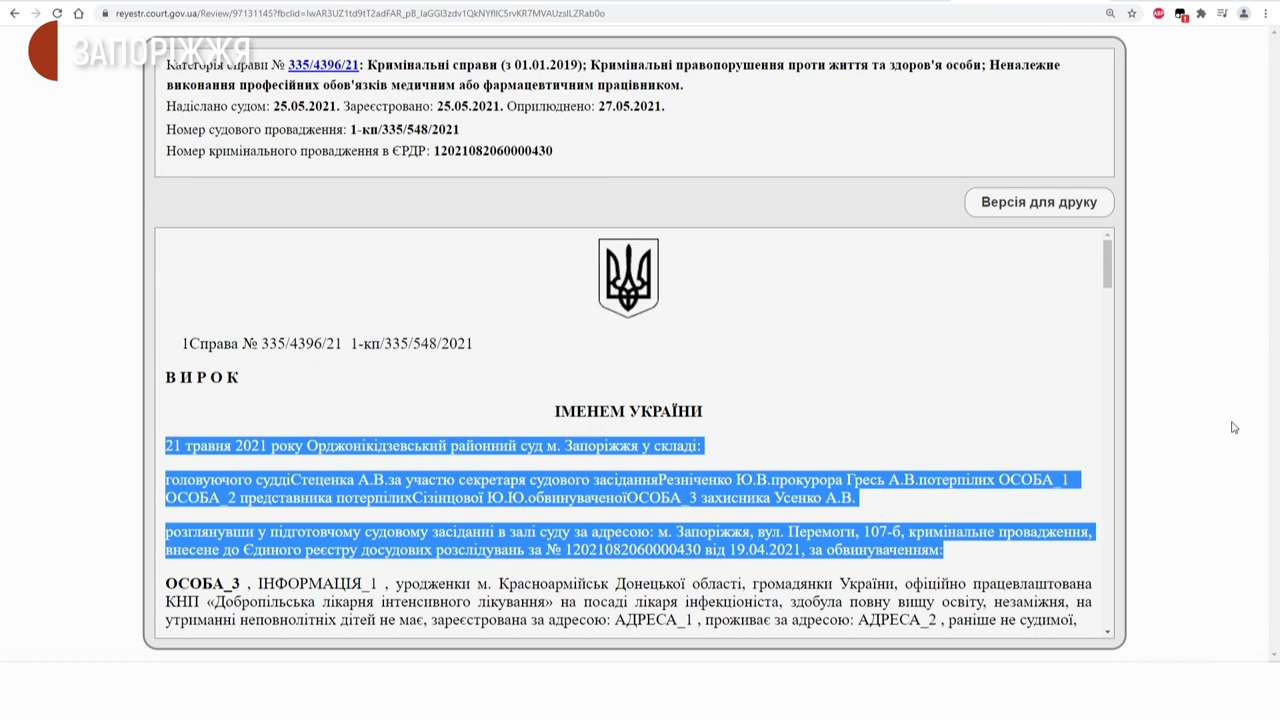 reyestr.court.gov.ua/Review/97131145?fbclid=IwAR3UZ1td9tT2adFAR_pB_laGGl3zdv1QkNYfIIC5rvKR7MVAUzsILZRab0o
ЗАПОРІЖЖЯ
Категорія справи № 335/4396/21: Кримінальні справи (з 01.01.2019); Кримінальні правопорушення проти життя та здоров'я особи; Неналежне
виконання професійних обов'язків медичним або фармацевтичним працівником.
Надіслано судом: 25.05.2021. Зареєстровано: 25.05.2021. Оприлюднено: 27.05.2021.
Номер судового провадження: 1-кп/335/548/2021
Номер кримінального провадження в ЄРДР: 12021082060000430
Версія для друку
1Справа № 335/4396/21 1-кп/335/548/2021
В И Р О К
ІМЕНЕМ УКРАЇНИ
21 травня 2021 року Орджонікідзевський районний суд м. Запоріжжя у складі:
головуючого суддіСтеценка А.В.за участю секретаря судового засіданняРезніченко Ю.В.прокурора Гресь А.В.потерпілих ОСОБА_1
ОСОБА_2 представника потерпілихСізінцової Ю.Ю.обвинуваченоїОСОБА_3 захисника Усенко А.В.
розглянувши у підготовчому судовому засіданні в залі суду за адресою: м. Запоріжжя, вул. Перемоги, 107-б, кримінальне провадження,
внесене до Єдиного реєстру досудових розслідувань за № 12021082060000430 від 19.04.2021, за обвинуваченням:
ОСОБА_3 , ІНФОРМАЦІЯ_1 , уродженки м. Красноармійськ Донецької області, громадянки України, офіційно працевлаштована
КНП «Добропільська лікарня інтенсивного лікування» на посаді лікаря інфекціоніста, здобула повну вищу освіту, незаміжня, на
утриманні неповнолітніх дітей не має, зареєстрована за адресою: АДРЕСА_1 , проживає за адресою: АДРЕСА_2 , раніше не судимої,